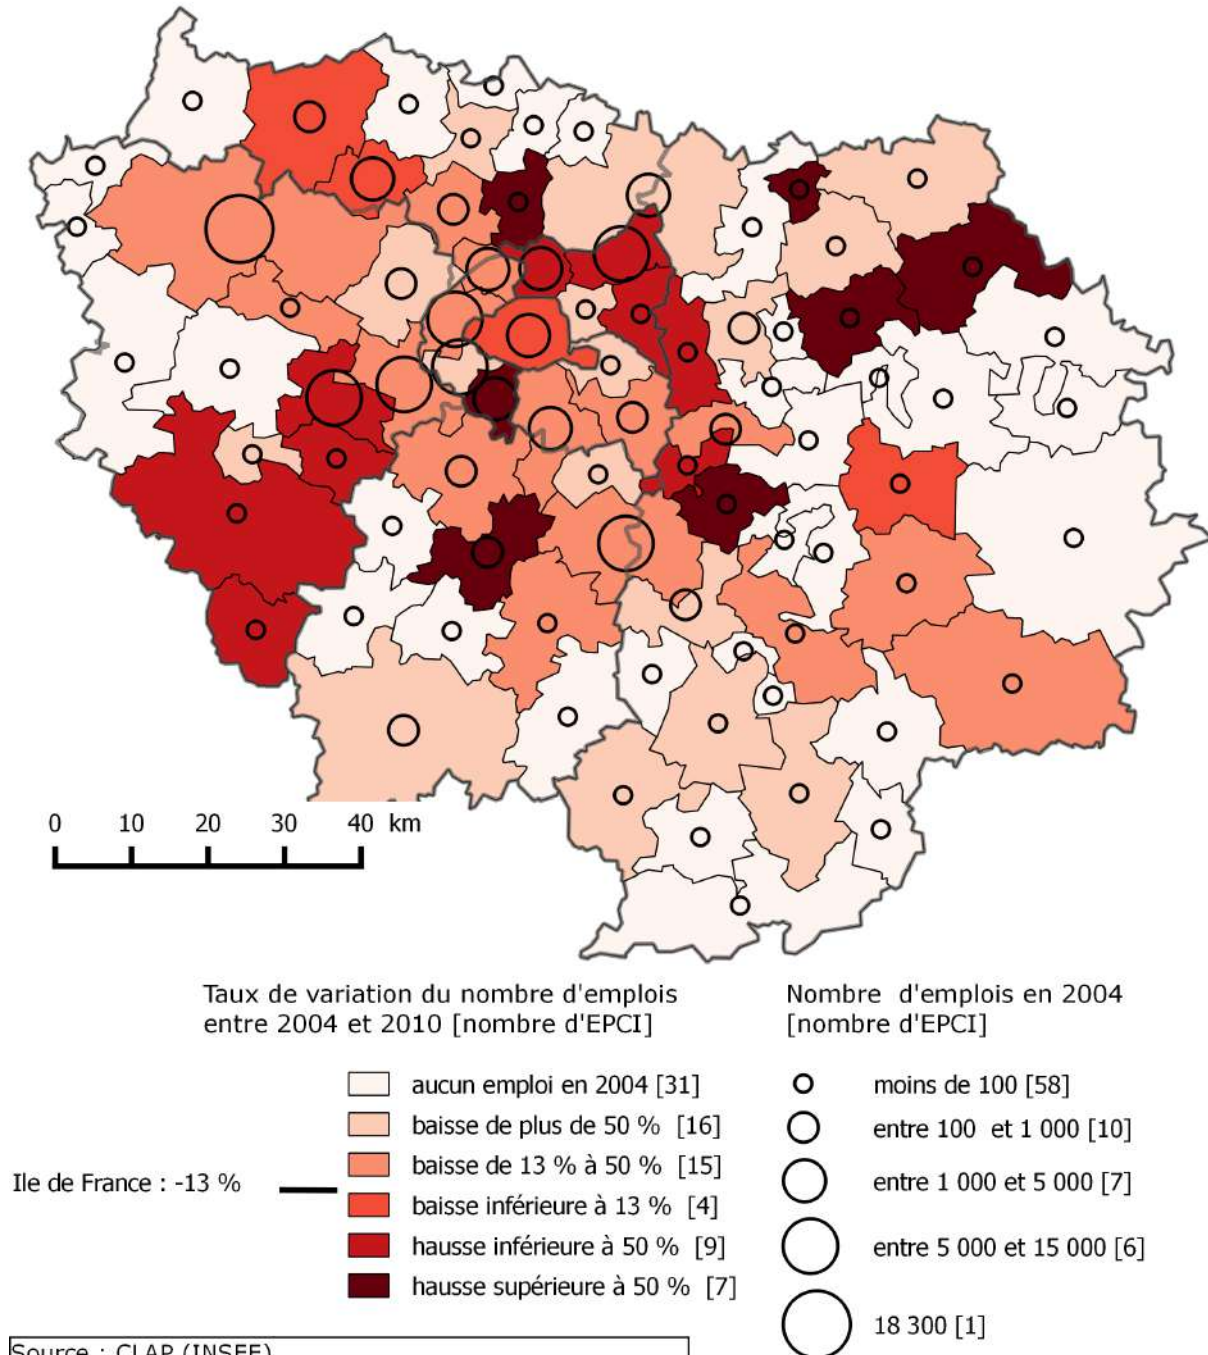 0 10 20 30 40 km
Taux de variation du nombre d'emplois
entre 2004 et 2010 [nombre d'EPCI]
aucun emploi en 2004 [31]
baisse de plus de 50 % [16]
baisse de 13 % à 50 % [15]
Ile de France : -13 %
baisse inférieure à 13 % [4]
hausse inférieure à 50 % [9]
hausse supérieure à 50 % [7]
Nombre d'emplois en 2004
[nombre d'EPCI]
moins de 100 [58]
entre 100 et 1 000 [10]
entre 1 000 et 5 000 [7]
entre 5 000 et 15 000 [6]
18 300 [1]
Source : CLAP (INSEE)